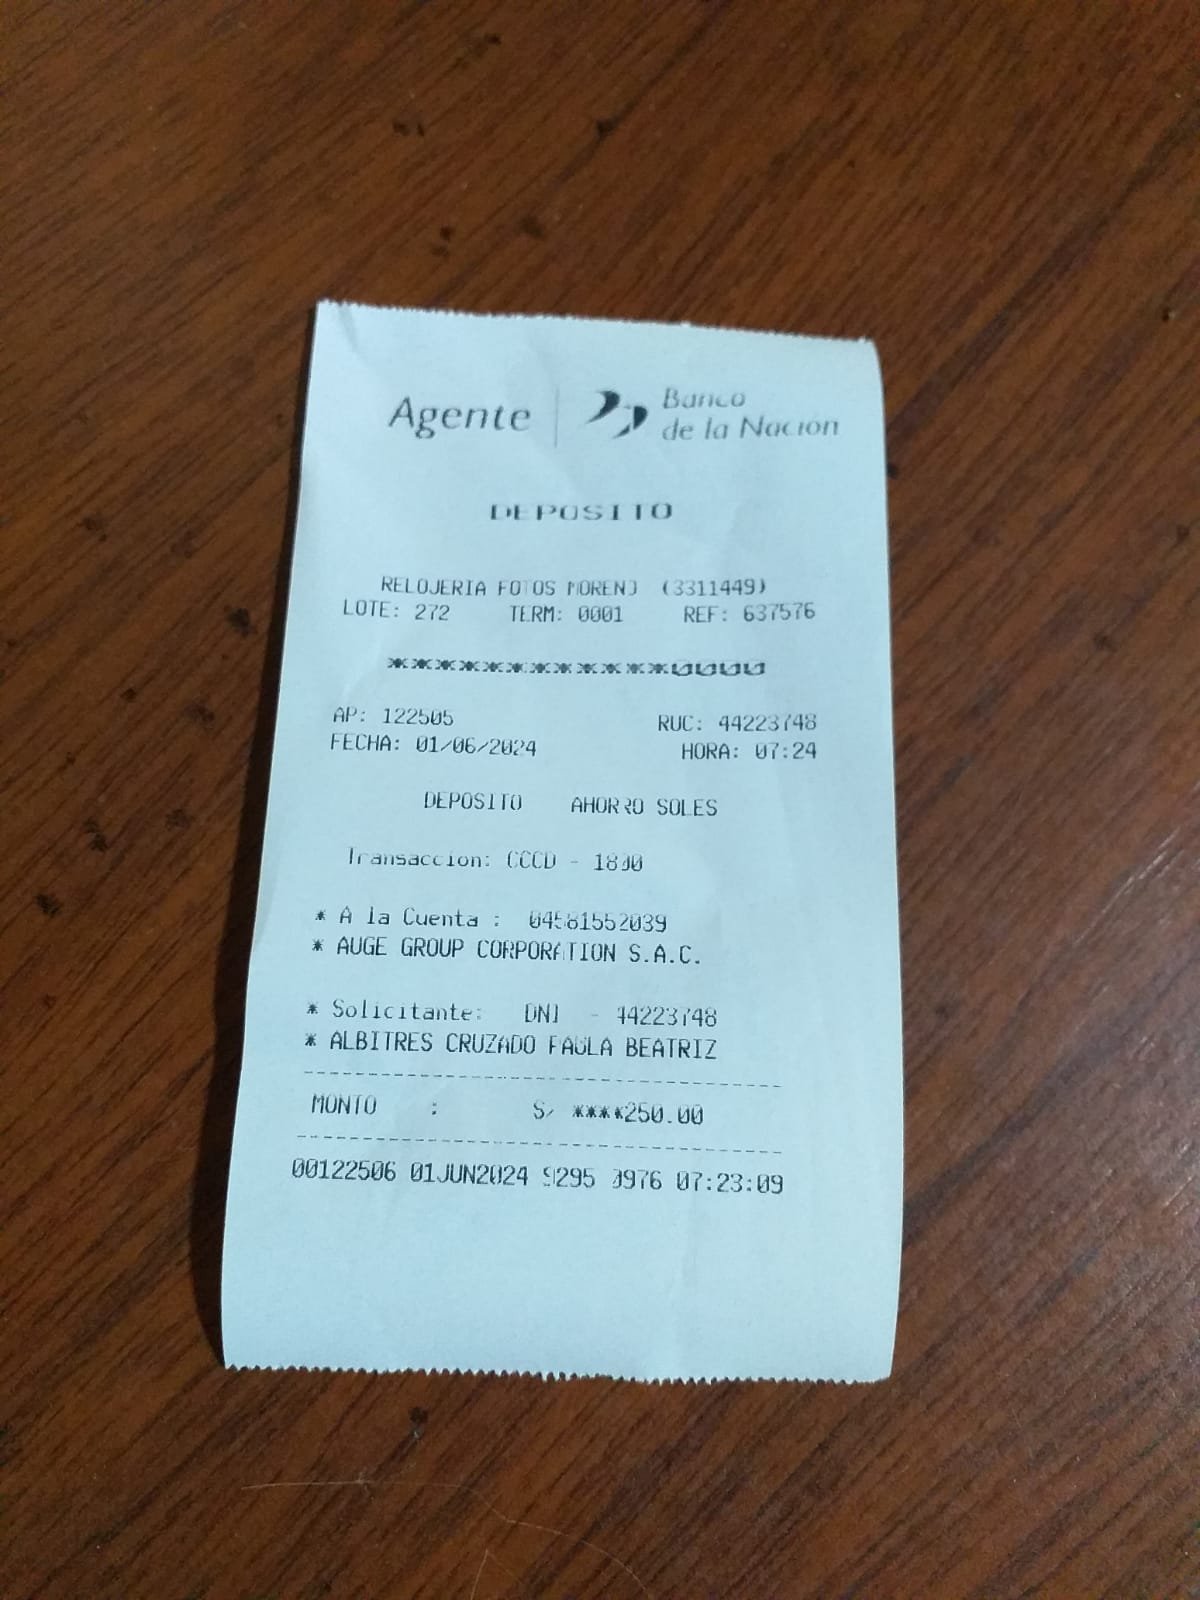 Agente
Banco
de la Nación
DEPOSITO
RELOJERIA FOTOS MORENO (3311449)
LOTE: 272 TERM: 0001 REF: 637576
*************0000
AP: 122505 RUC: 44223748
FECHA: 01/06/2024 HORA: 07:24
DEPOSITO AHORRO SOLES
Transaccion: CCCD - 1800
* A la Cuenta : 04581552039
* AUGE GROUP CORPORATION S.A.C.
* Solicitante: DNI - 44223748
* ALBITRES CRUZADO PAULA BEATRIZ
MONTO : S/ ****250.00
00122506 01JUN2024 9295 0976 07:23:09